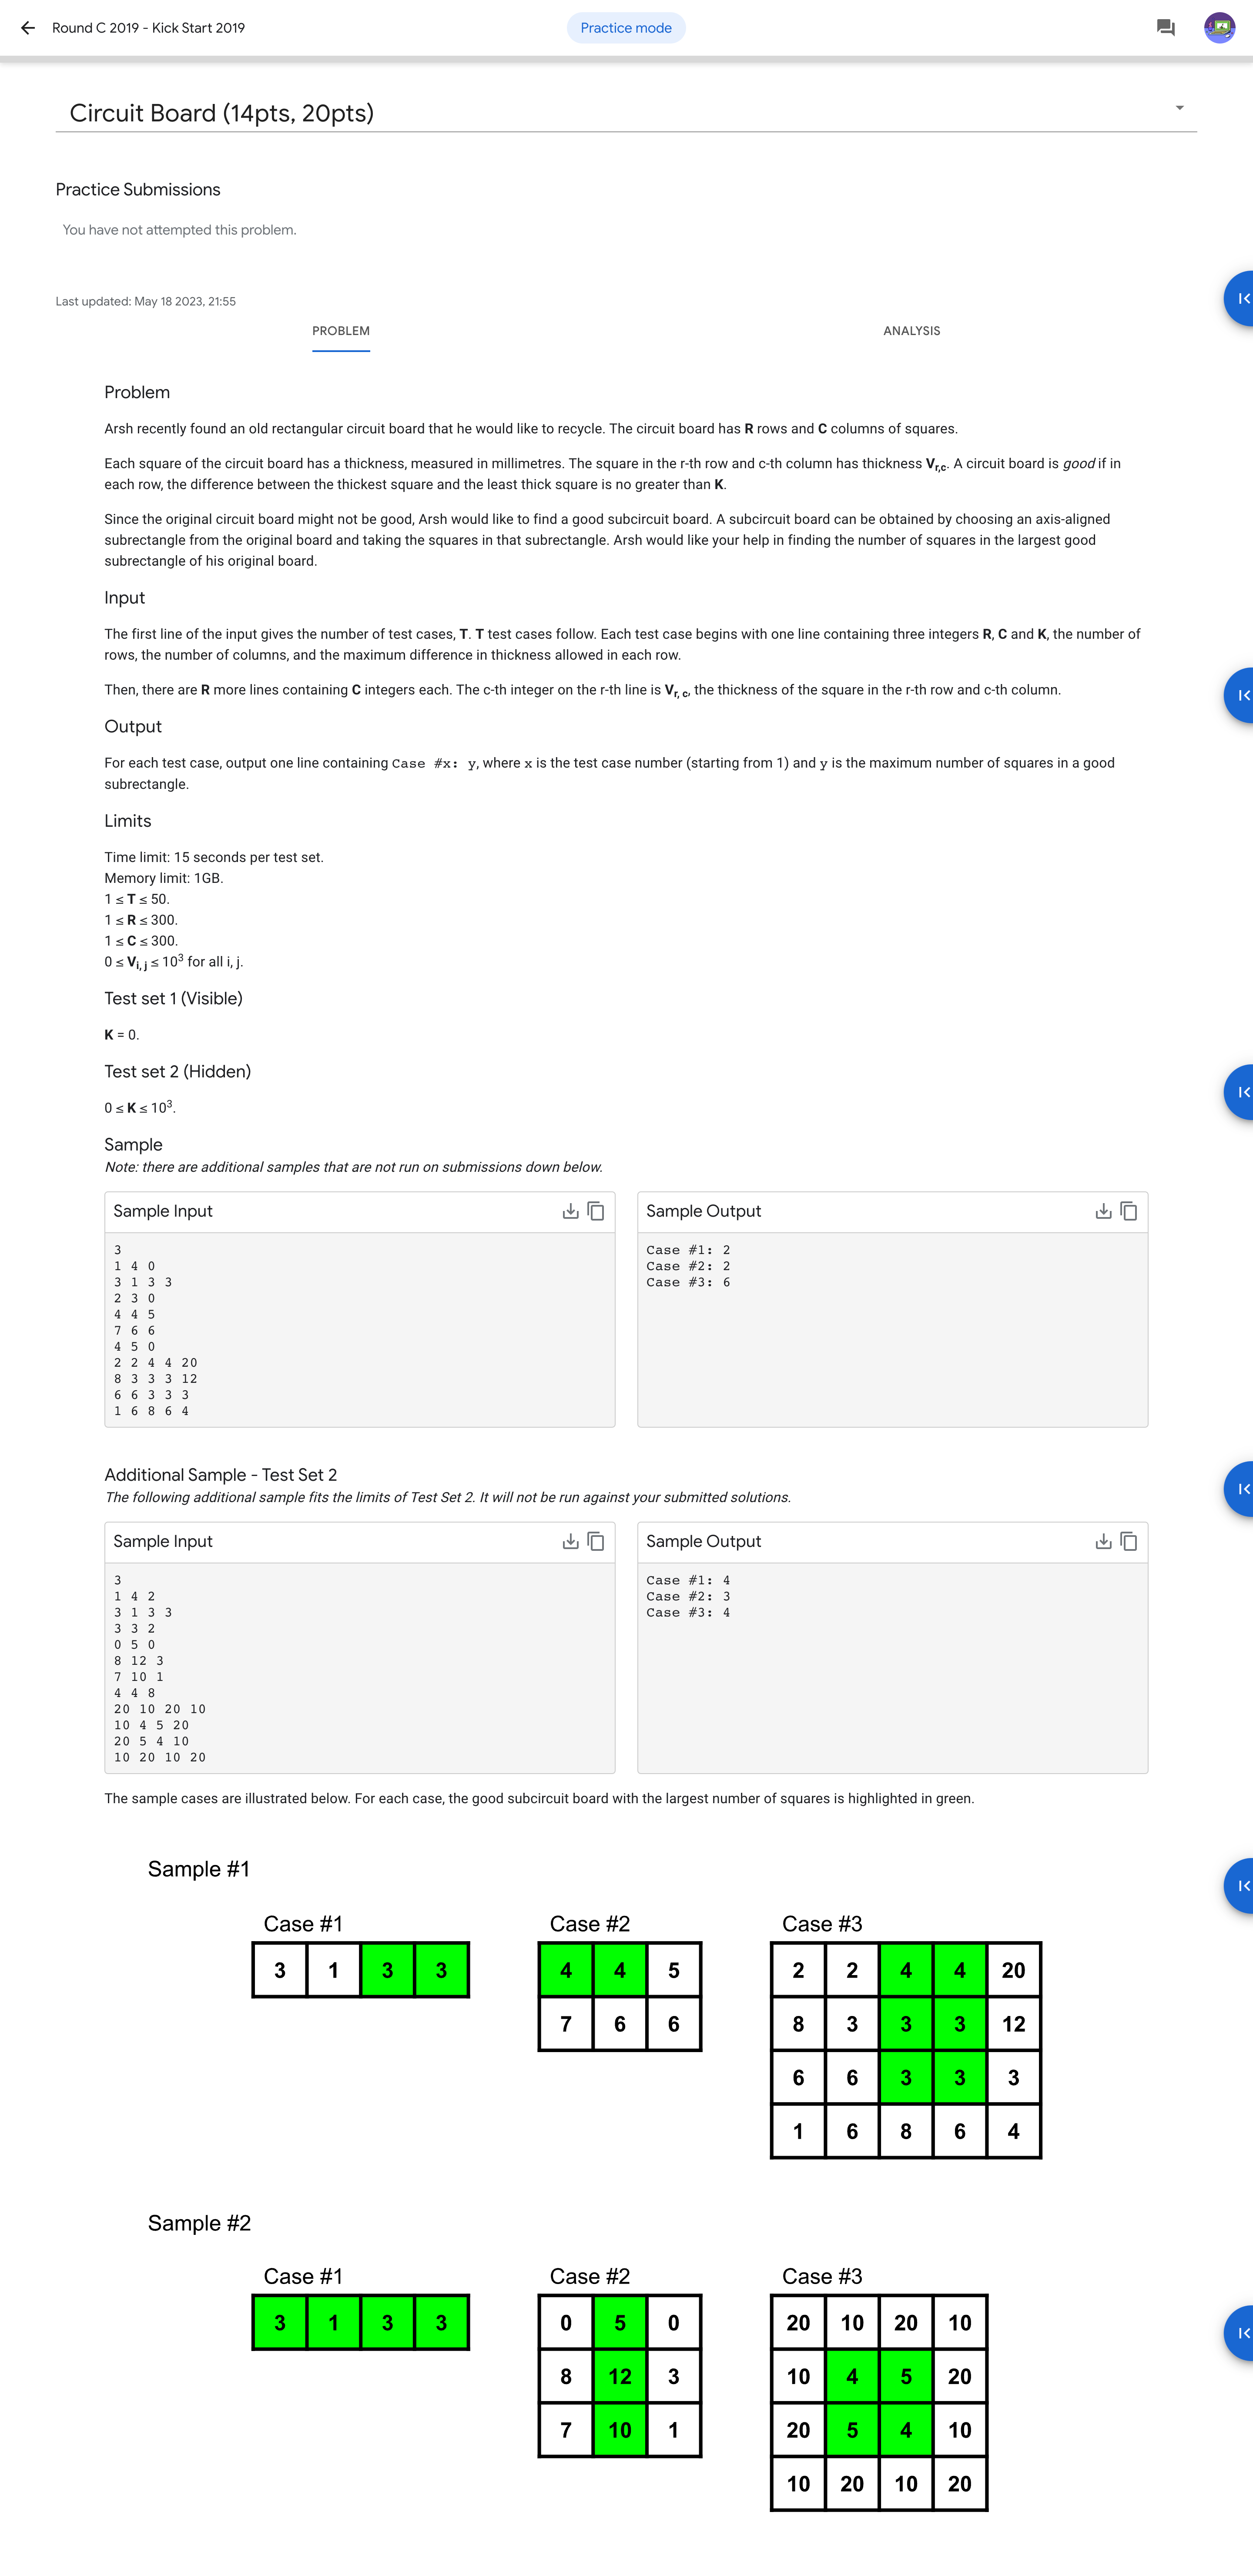 Round C 2019 - Kick Start 2019
Practice mode
Circuit Board (14pts, 20pts)
Practice Submissions
You have not attempted this problem.
Last updated: May 18 2023, 21:55
PROBLEM
ANALYSIS
Problem
Arsh recently found an old rectangular circuit board that he would like to recycle. The circuit board has R rows and C columns of squares.
Each square of the circuit board has a thickness, measured in millimetres. The square in the r-th row and c-th column has thickness Vr,c. A circuit board is good if in
each row, the difference between the thickest square and the least thick square is no greater than K.
Since the original circuit board might not be good, Arsh would like to find a good subcircuit board. A subcircuit board can be obtained by choosing an axis-aligned
subrectangle from the original board and taking the squares in that subrectangle. Arsh would like your help in finding the number of squares in the largest good
subrectangle of his original board.
Input
The first line of the input gives the number of test cases, T. T test cases follow. Each test case begins with one line containing three integers R, C and K, the number of
rows, the number of columns, and the maximum difference in thickness allowed in each row.
Then, there are R more lines containing C integers each. The c-th integer on the r-th line is Vr, c, the thickness of the square in the r-th row and c-th column.
Output
For each test case, output one line containing Case #x: y, where x is the test case number (starting from 1) and y is the maximum number of squares in a good
subrectangle.
Limits
Time limit: 15 seconds per test set.
Memory limit: 1GB.
1 ≤ T ≤ 50.
1 ≤ R ≤ 300.
1 ≤ C ≤ 300.
0 ≤ Vi, j ≤ 10³ for all i, j.
Test set 1 (Visible)
K = 0.
Test set 2 (Hidden)
0 ≤ K ≤ 10³.
Sample
Note: there are additional samples that are not run on submissions down below.
Sample Input
3
1 4 0
3 1 3 3
2 3 0
4 4 5
7 6 6
4 5 0
2 2 4 4 20
8 3 3 3 12
6 6 3 3 3
1 6 8 6 4
Sample Output
Case #1: 2
Case #2: 2
Case #3: 6
Additional Sample - Test Set 2
The following additional sample fits the limits of Test Set 2. It will not be run against your submitted solutions.
Sample Input
3
1 4 2
3 1 3 3
3 3 2
0 5 0
8 12 3
7 10 1
4 4 8
20 10 20 10
10 4 5 20
20 5 4 10
10 20 10 20
Sample Output
Case #1: 4
Case #2: 3
Case #3: 4
The sample cases are illustrated below. For each case, the good subcircuit board with the largest number of squares is highlighted in green.
Sample #1
Case #1
3 1 3 3
Case #2
4 4 5
7 6 6
Case #3
2 2 4 4 20
8 3 3 3 12
6 6 3 3 3
1 6 8 6 4
Sample #2
Case #1
3 1 3 3
Case #2
0 5 0
8 12 3
7 10 1
Case #3
20 10 20 10
10 4 5 20
20 5 4 10
10 20 10 20